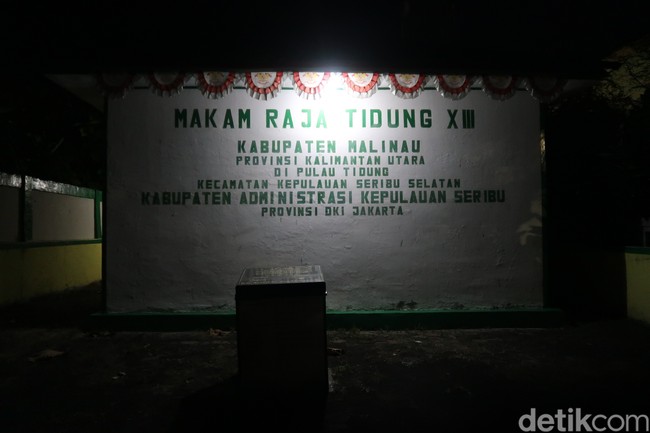 MAKAM RAJA TIDUNG XIII
KABUPATEN MALINAU
PROVINSI KALIMANTAN UTARA
DI PULAU TIDUNG
KECAMATAN KEPULAUAN SERIBU SELATAN
KABUPATEN ADMINISTRASI KEPULAUAN SERIBU
PROVINSI DKI JAKARTA
detikcom